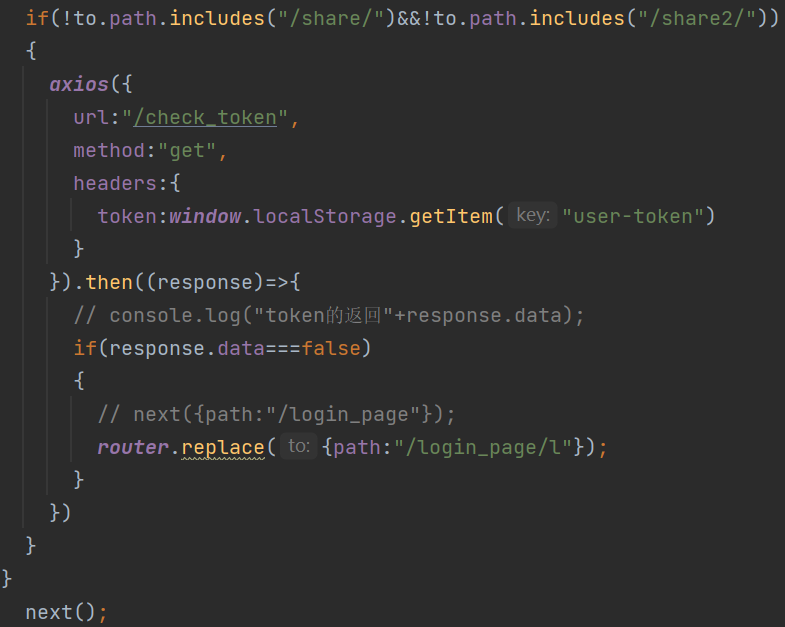 if(!to.path.includes("/share/")&&!to.path.includes("/share2/"))
{
axios({
url:"/check_token",
method:"get",
headers:{
token:window.localStorage.getItem( key: "user-token")
}
}).then((response)=>{
// console.log("token的返回"+response.data);
if(response.data===false)
{
// next({path:"/login_page"});
router.replace( to: {path:"/login_page/l"});
}
})
}
}
next();